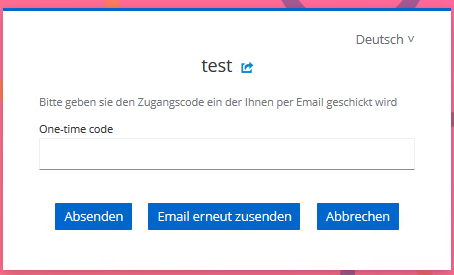 Deutsch
test
Bitte geben sie den Zugangscode ein der Ihnen per Email geschickt wird
One-time code
Absenden Email erneut zusenden Abbrechen